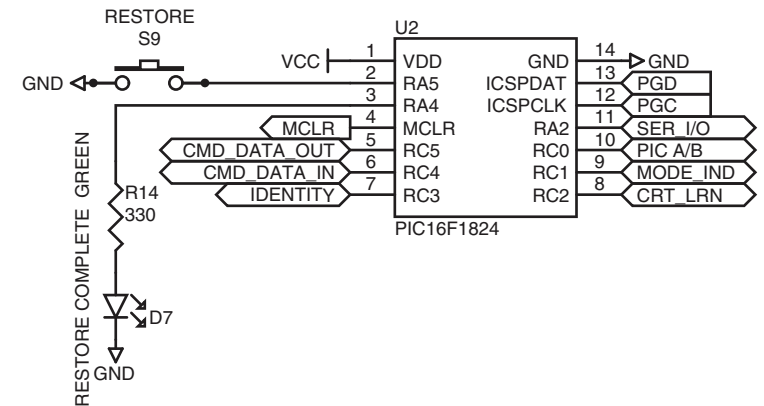 RESTORE
S9
GND
U2
VCC
1
VDD
2
RA5
3
RA4
MCLR
4
MCLR
CMD_DATA_OUT
5
RC5
CMD_DATA_IN
6
RC4
IDENTITY
7
RC3
GND
14
GND
ICSPDAT
13
PGD
ICSPCLK
12
PGC
RA2
11
SER_I/O
RC0
10
PIC A/B
RC1
9
MODE_IND
RC2
8
CRT_LRN
PIC16F1824
R14
330
D7
GND
RESTORE COMPLETE GREEN